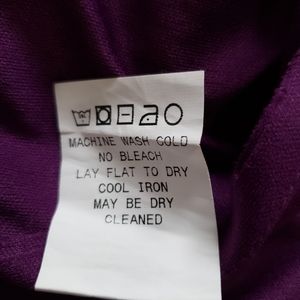 MACHINE WASH COLD
NO BLEACH
LAY FLAT TO DRY
COOL IRON
MAY BE DRY
CLEANED